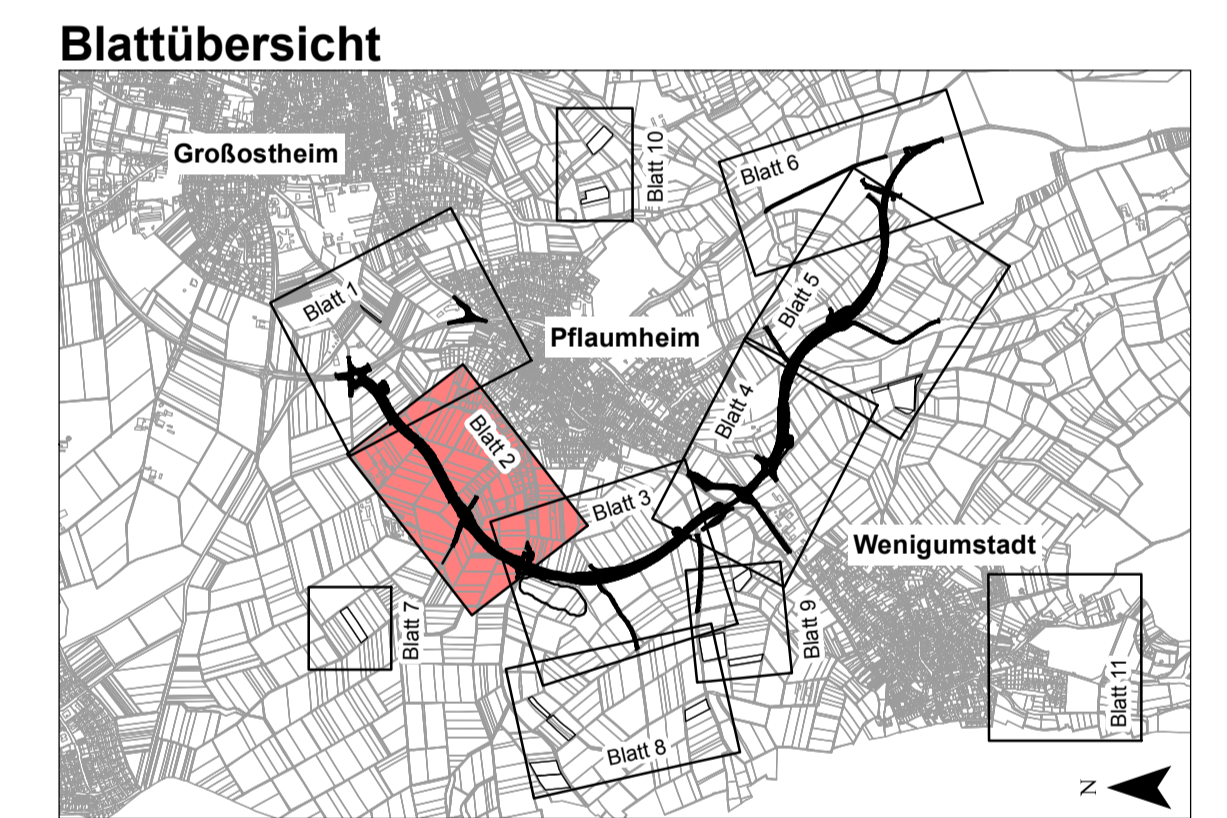 Blattübersicht
Großostheim
Blatt 10
Blatt 6
Blatt 1
Blatt 5
Pflaumheim
Blatt 4
Blatt 2
Blatt 3
Wenigumstadt
Blatt 7
Blatt 9
Blatt 11
Blatt 8
N